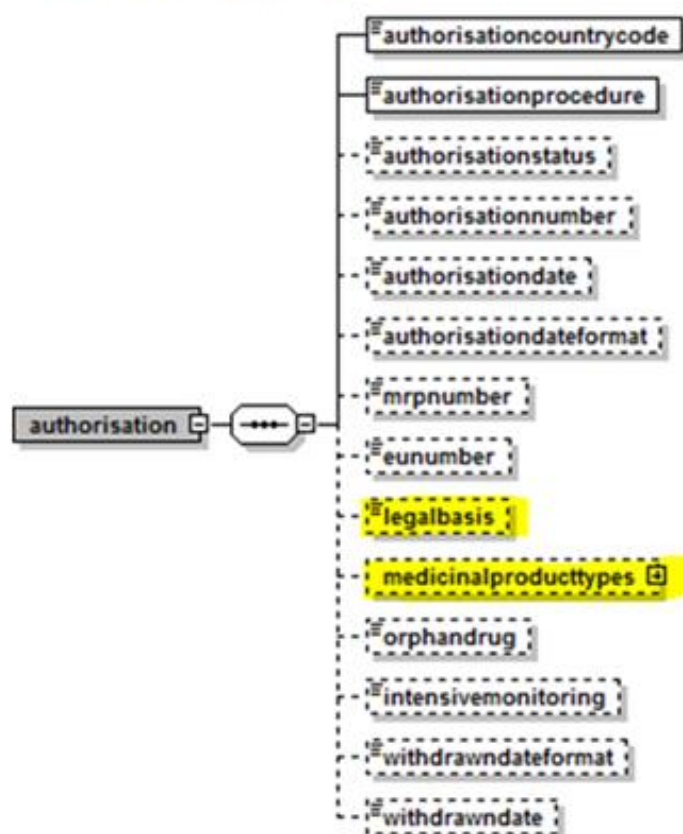 authorisationcountrycode
authorisationprocedure
authorisationstatus
authorisationnumber
authorisationdate
authorisationdateformat
mrpnumber
authorisation
eunumber
legalbasis
medicinalproducttypes
orphandrug
intensivemonitoring
withdrawndateformat
withdrawndate